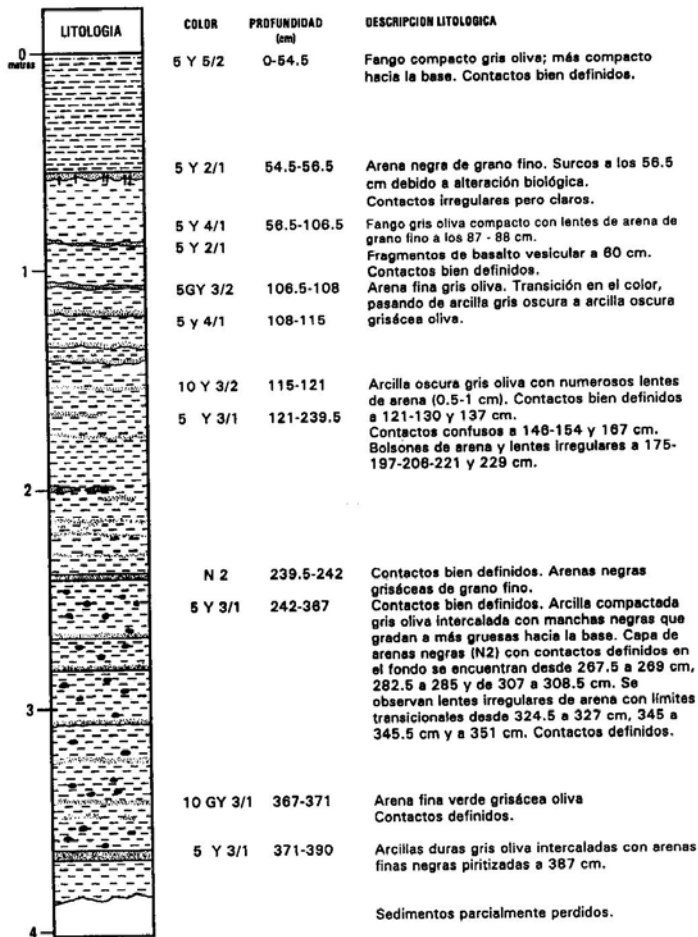 LITOLOGIA COLOR PROFUNDIDAD DESCRIPCION LITOLOGICA
(cm)
0 metros 5 Y 5/2 0-54.5 Fango compacto gris oliva; más compacto
hacia la base. Contactos bien definidos.
5 Y 2/1 54.5-56.5 Arena negra de grano fino. Surcos a los 56.5
cm debido a alteración biológica.
Contactos irregulares pero claros.
5 Y 4/1 56.5-106.5 Fango gris oliva compacto con lentes de arena de
grano fino a los 87 - 88 cm.
5 Y 2/1 Fragmentos de basalto vesicular a 60 cm.
1 Contactos bien definidos.
5GY 3/2 106.5-108 Arena fina gris oliva. Transición en el color,
pasando de arcilla gris oscura a arcilla oscura
5 y 4/1 108-115 grisácea oliva.
10 Y 3/2 115-121 Arcilla oscura gris oliva con numerosos lentes
de arena (0.5-1 cm). Contactos bien definidos
5 Y 3/1 121-239.5 a 121-130 y 137 cm.
Contactos confusos a 146-154 y 167 cm.
Bolsones de arena y lentes irregulares a 175-
197-206-221 y 229 cm.
2
N 2 239.5-242 Contactos bien definidos. Arenas negras
grisáceas de grano fino.
5 Y 3/1 242-367 Contactos bien definidos. Arcilla compactada
gris oliva intercalada con manchas negras que
gradan a más gruesas hacia la base. Capa de
arenas negras (N2) con contactos definidos en
el fondo se encuentran desde 267.5 a 269 cm,
282.5 a 285 y de 307 a 308.5 cm. Se
3 observan lentes irregulares de arena con límites
transicionales desde 324.5 a 327 cm, 345 a
345.5 cm y a 351 cm. Contactos definidos.
10 GY 3/1 367-371 Arena fina verde grisácea oliva
Contactos definidos.
5 Y 3/1 371-390 Arcillas duras gris oliva intercaladas con arenas
finas negras piritizadas a 387 cm.
Sedimentos parcialmente perdidos.
4